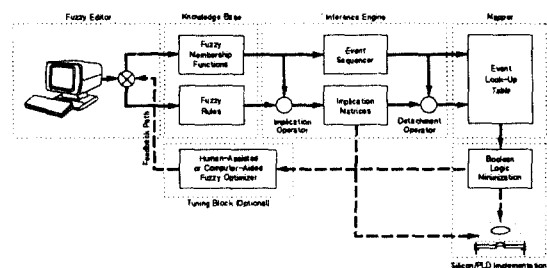 Fuzzy Editor
Knowledge Base
Inference Engine
Mapper
Fuzzy
Membership
Functions
Event
Sequencer
Event
Look-Up
Table
Fuzzy
Rules
Implication
Operator
Implication
Matrices
Detachment
Operator
Feedback Path
Human-Assisted
or Computer-Aided
Fuzzy Optimizer
Boolean
Logic
Minimization
Tuning Block (Optional)
Silicon/PLD Implementation